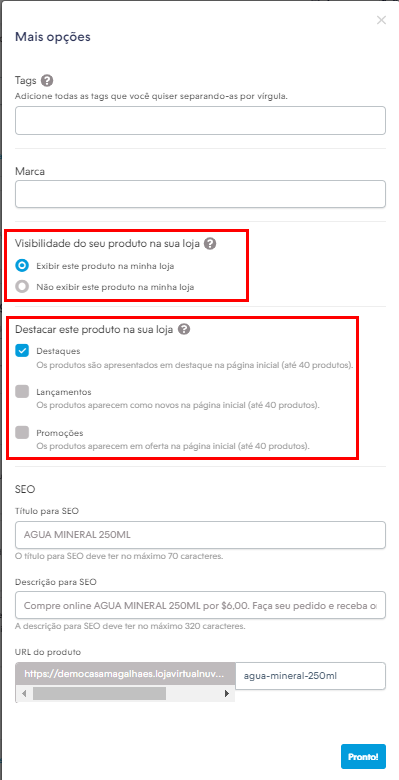 Mais opções
Tags ?
Adicione todas as tags que você quiser separando-as por vírgula.
Marca
Visibilidade do seu produto na sua loja ?
Exibir este produto na minha loja
Não exibir este produto na minha loja
Destacar este produto na sua loja ?
Destaques
Os produtos são apresentados em destaque na página inicial (até 40 produtos).
Lançamentos
Os produtos aparecem como novos na página inicial (até 40 produtos).
Promoções
Os produtos aparecem em oferta na página inicial (até 40 produtos).
SEO
Título para SEO
AGUA MINERAL 250ML
O título para SEO deve ter no máximo 70 caracteres.
Descrição para SEO
Compre online AGUA MINERAL 250ML por $6,00. Faça seu pedido e receba o
A descrição para SEO deve ter no máximo 320 caracteres.
URL do produto
https://democasamagalhaes.lojavirtualnuv... agua-mineral-250ml
Pronto!